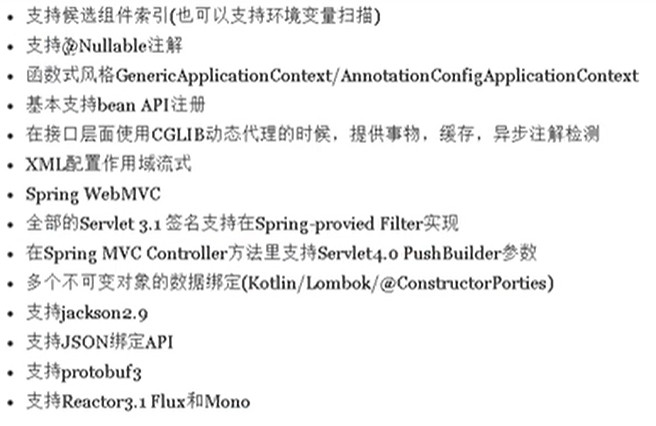 支持候选组件索引(也可以支持环境变量扫描)
支持@Nullable注解
函数式风格GenericApplicationContext/AnnotationConfigApplicationContext
基本支持bean API注册
在接口层面使用CGLIB动态代理的时候，提供事物，缓存，异步注解检测
XML配置作用域流式
Spring WebMVC
全部的Servlet 3.1 签名支持在Spring-provied Filter实现
在Spring MVC Controller方法里支持Servlet4.0 PushBuilder参数
多个不可变对象的数据绑定(Kotlin/Lombok/@ConstructorPorties)
支持jackson2.9
支持JSON绑定API
支持protobuf3
支持Reactor3.1 Flux和Mono